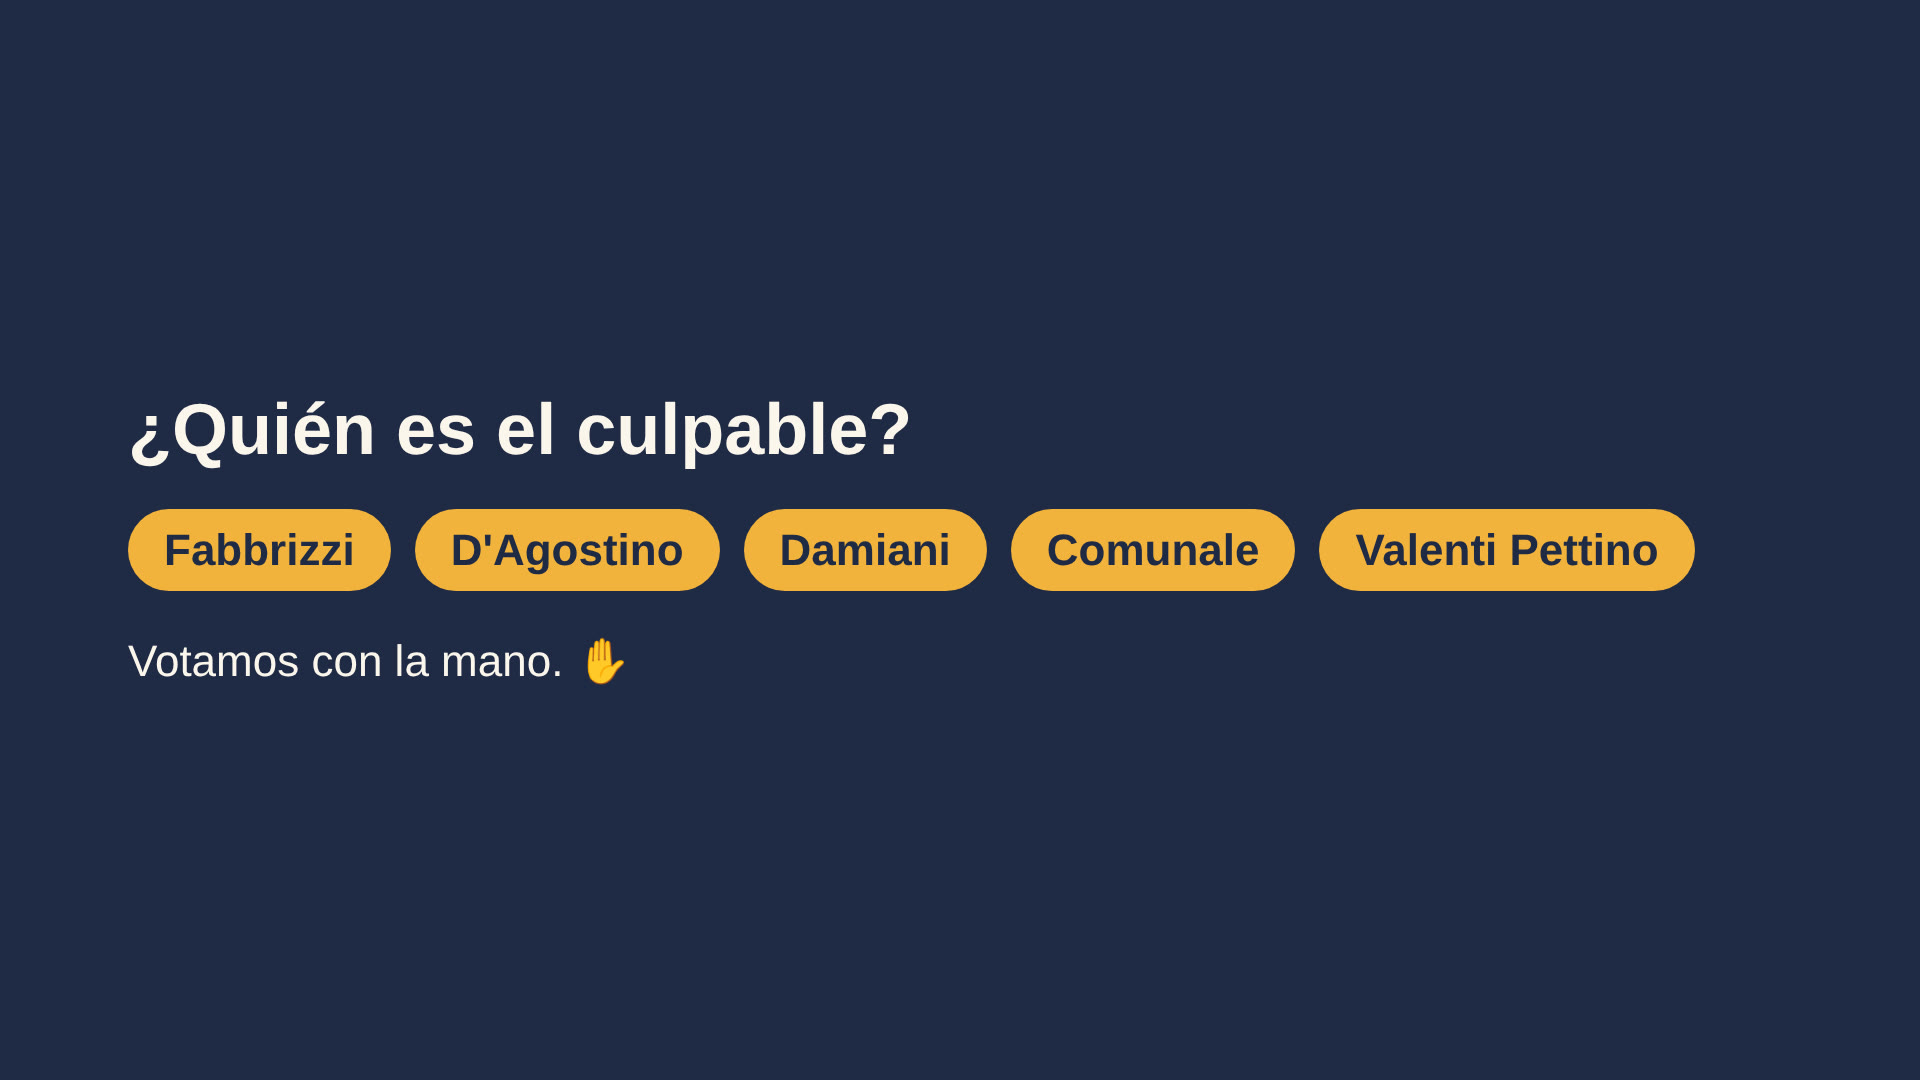 ¿Quién es el culpable?
Fabbrizzi D'Agostino Damiani Comunale Valenti Pettino
Votamos con la mano. ✋